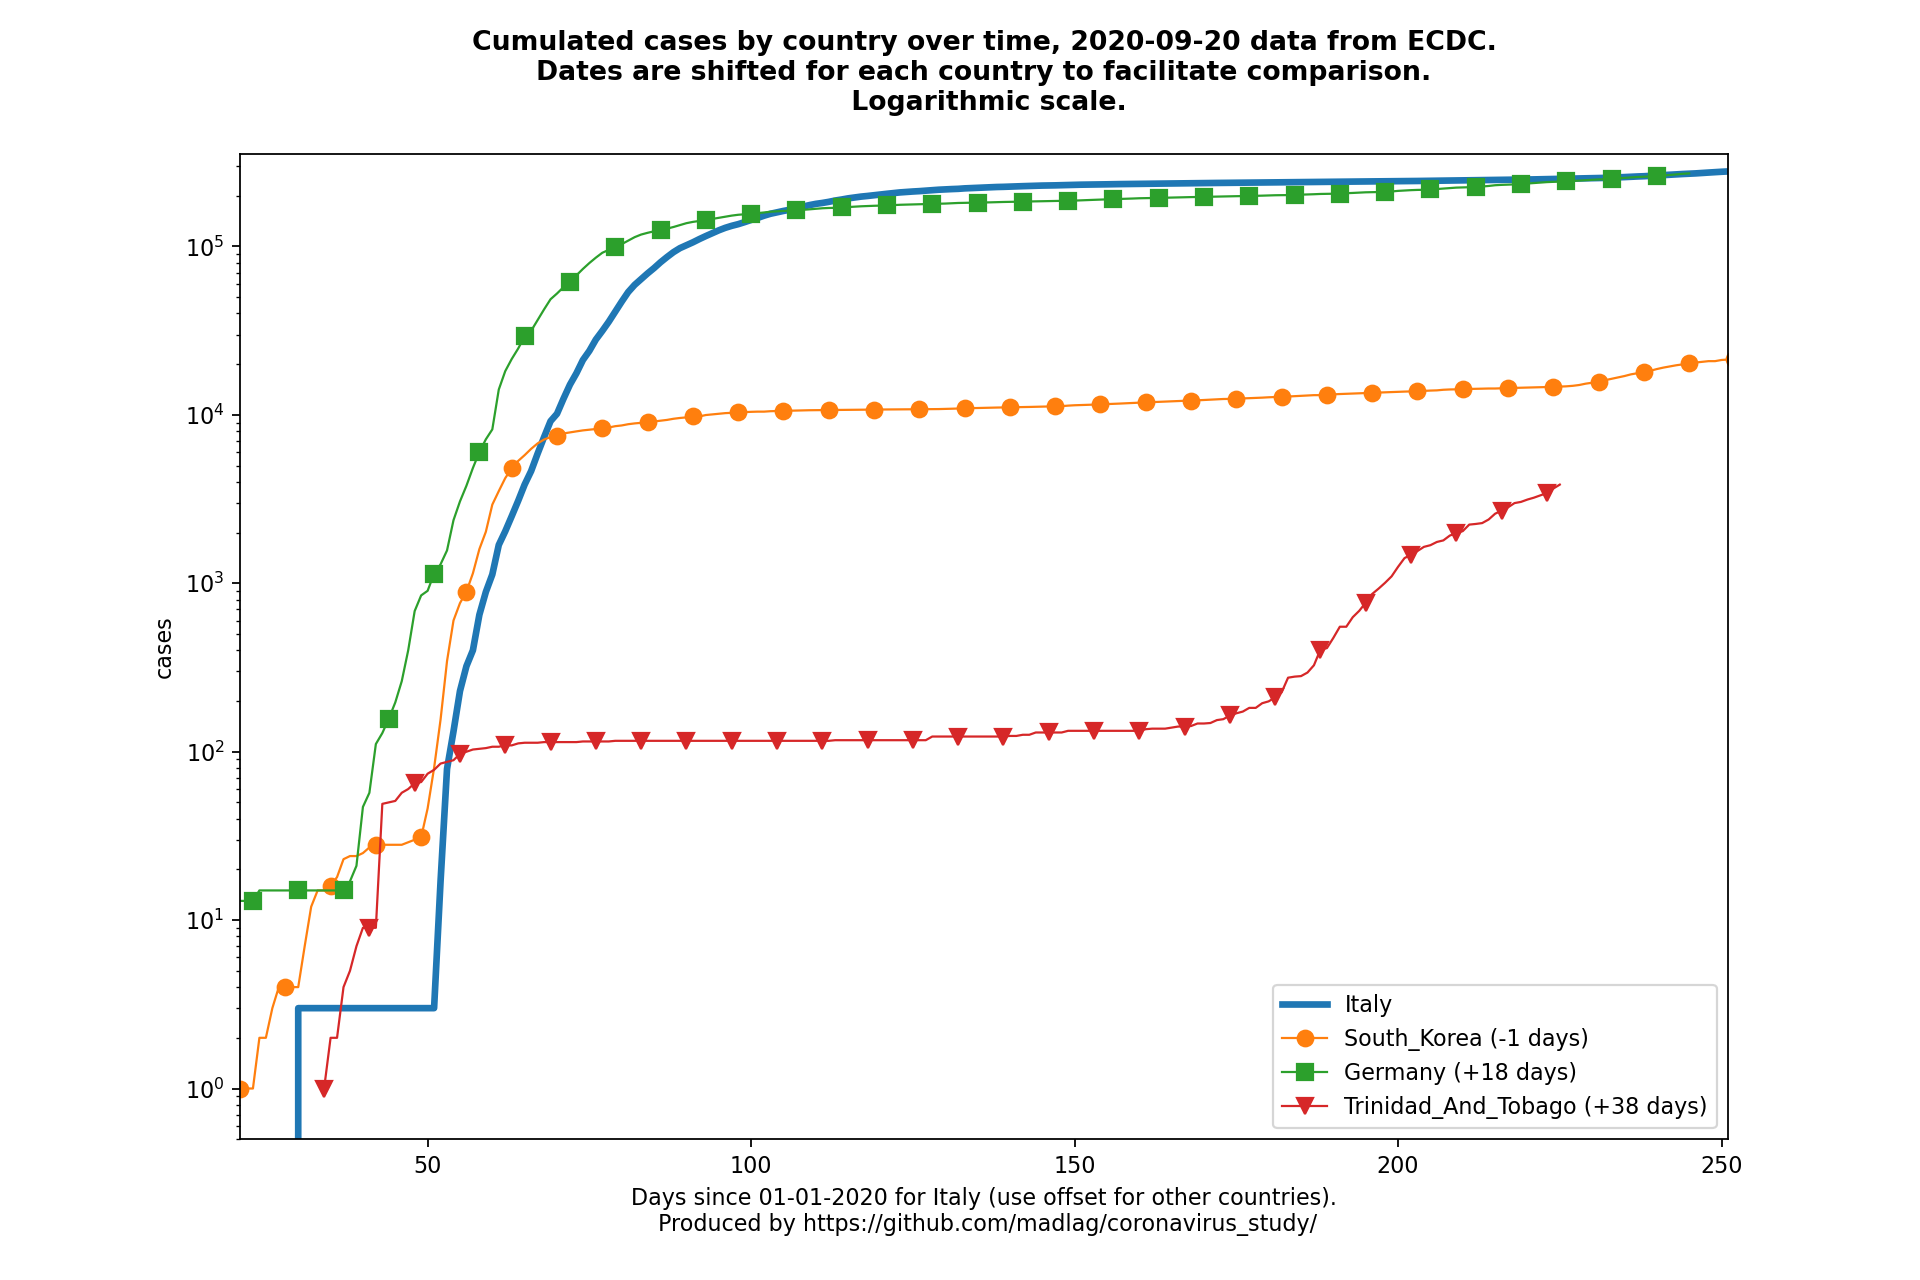 Cumulated cases by country over time, 2020-09-20 data from ECDC.
Dates are shifted for each country to facilitate comparison.
Logarithmic scale.
10^5
10^4
10^3
10^2
10^1
10^0
cases
Italy
South_Korea (-1 days)
Germany (+18 days)
Trinidad_And_Tobago (+38 days)
50 100 150 200 250
Days since 01-01-2020 for Italy (use offset for other countries).
Produced by https://github.com/madlag/coronavirus_study/